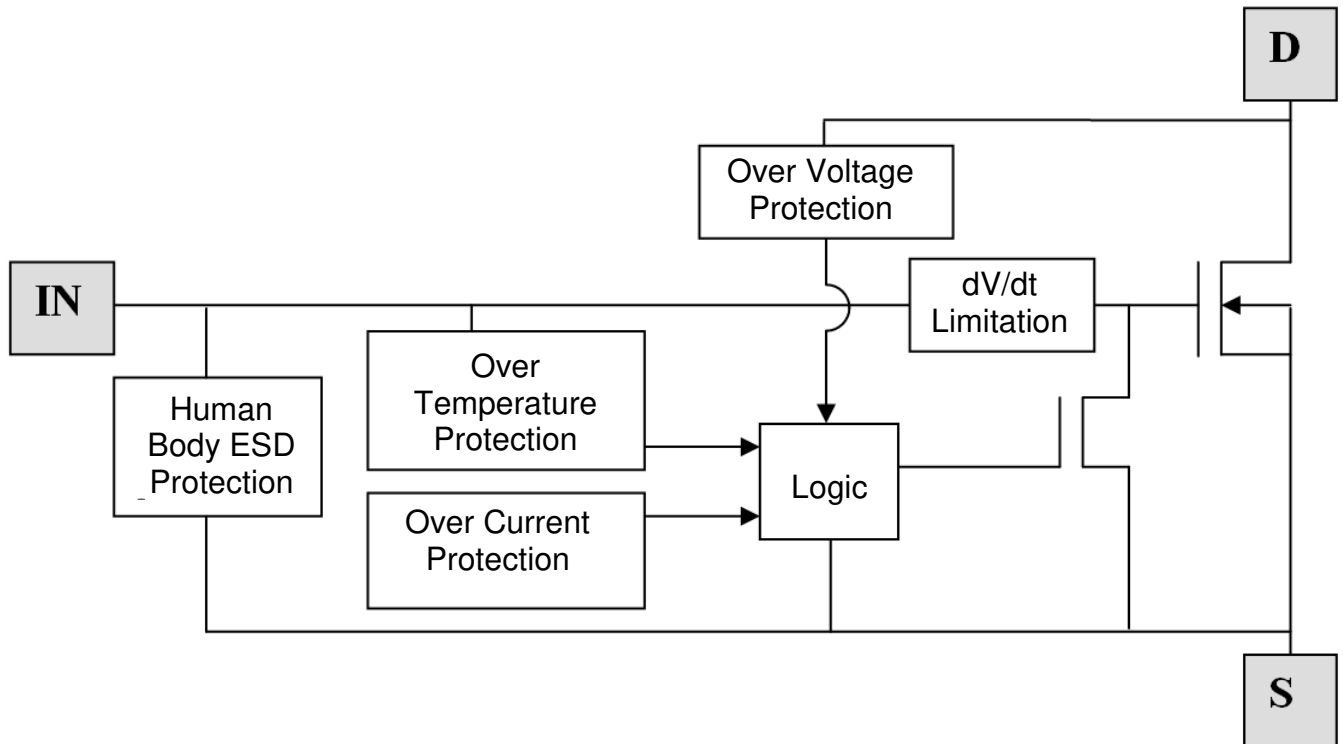 D
Over Voltage
Protection
IN
dV/dt
Limitation
Over
Temperature
Protection
Human
Body ESD
Protection
Logic
Over Current
Protection
S